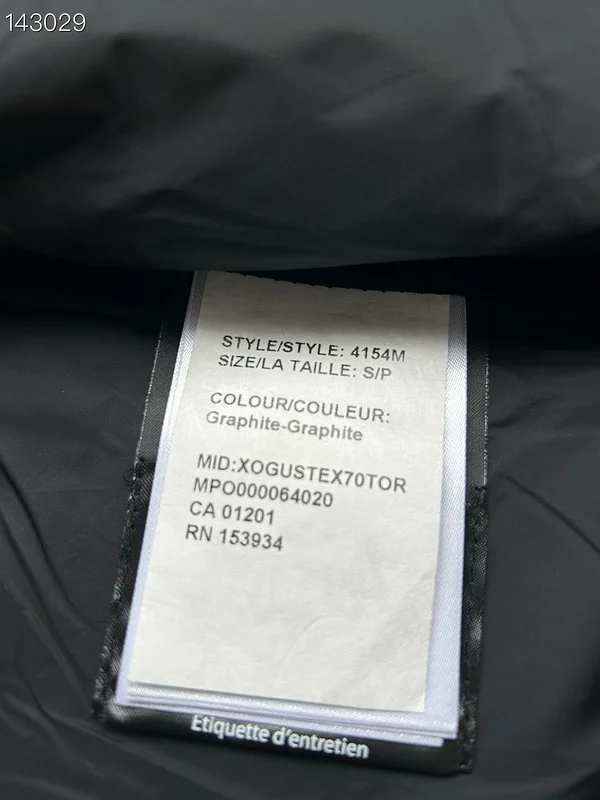 143029
STYLE/STYLE: 4154M
SIZE/LA TAILLE: S/P
COLOUR/COULEUR:
Graphite-Graphite
MID:XOGUSTEX70TOR
MPO000064020
CA 01201
RN 153934
Etiquette d'entretien